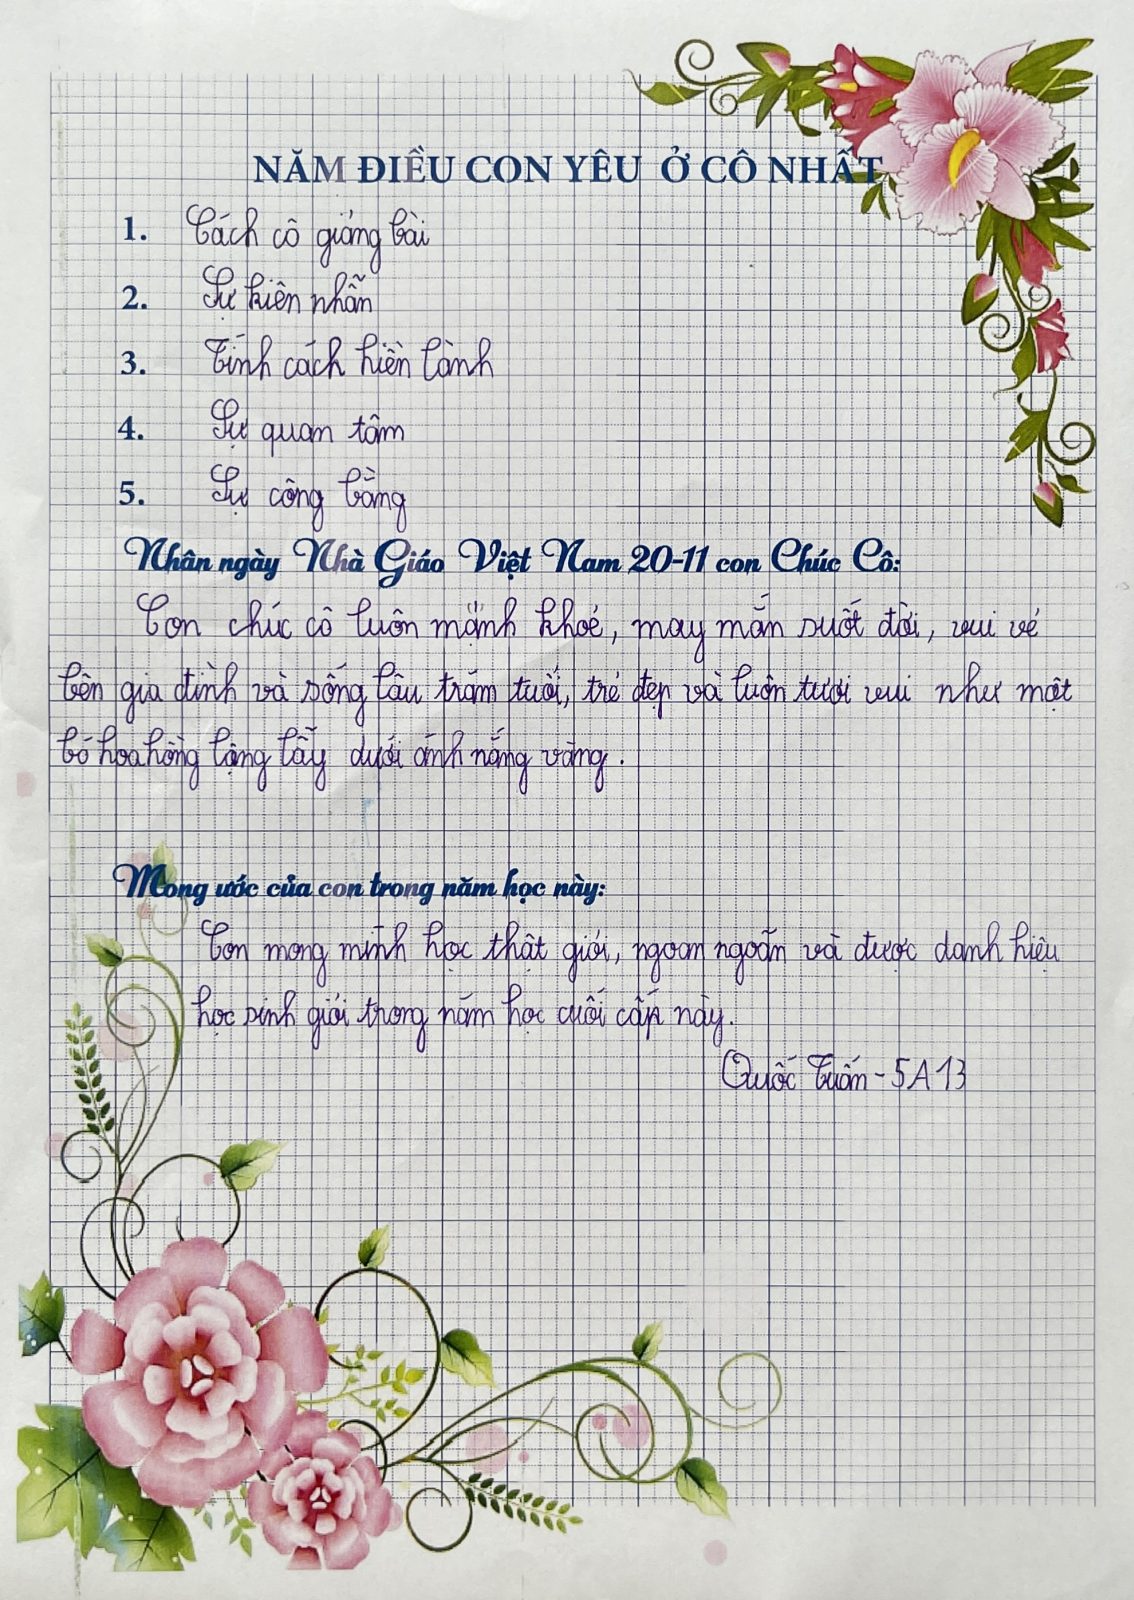 NĂM ĐIỀU CON YÊU Ở CÔ NHẤT
1. Cách cô giảng bài
2. Sự kiên nhẫn
3. Tính cách hiền lành
4. Sự quan tâm
5. Sự công bằng
Nhân ngày Nhà Giáo Việt Nam 20-11 con Chúc Cô:
Con chúc cô luôn mạnh khoẻ, may mắn suốt đời, vui vẻ
bên gia đình và sống lâu trăm tuổi, trẻ đẹp và luôn tươi vui như một
bó hoa hồng lộng lẫy dưới ánh nắng vàng.
Mong ước của con trong năm học này:
Con mong mình học thật giỏi, ngoan ngoãn và được danh hiệu
học sinh giỏi trong năm học cuối cấp này.
Quốc Tuấn - 5A13